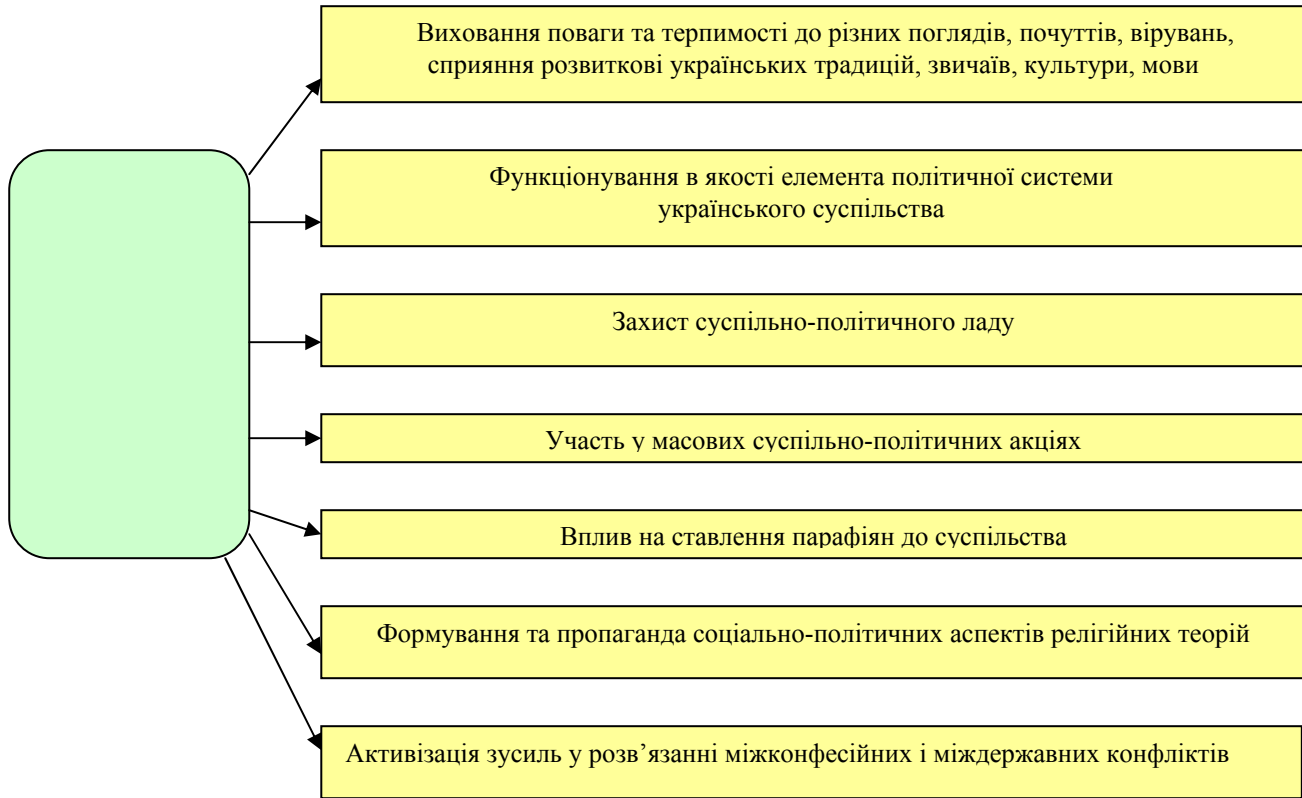 Виховання поваги та терпимості до різних поглядів, почуттів, вірувань,
сприяння розвиткові українських традицій, звичаїв, культури, мови
Функціонування в якості елемента політичної системи
українського суспільства
Захист суспільно-політичного ладу
Участь у масових суспільно-політичних акціях
Вплив на ставлення парафіян до суспільства
Формування та пропаганда соціально-політичних аспектів релігійних теорій
Активізація зусиль у розв’язанні міжконфесійних і міждержавних конфліктів